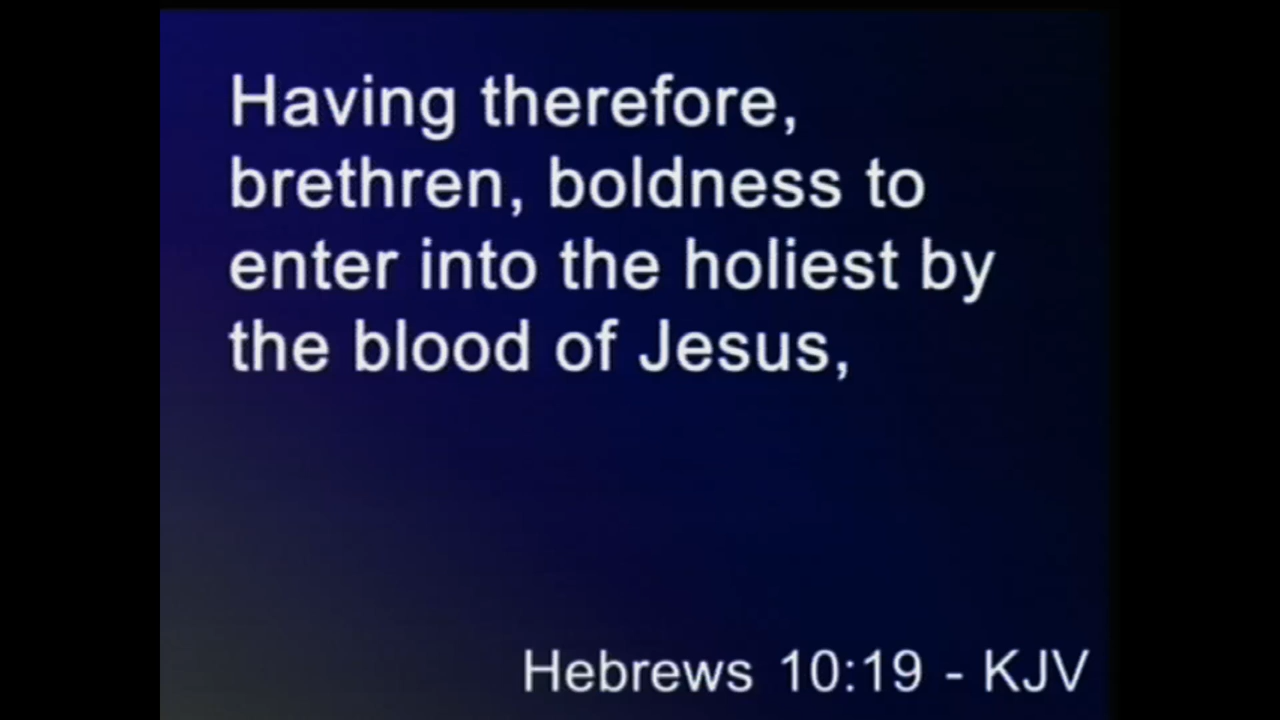 Having therefore,
brethren, boldness to
enter into the holiest by
the blood of Jesus,
Hebrews 10:19 - KJV